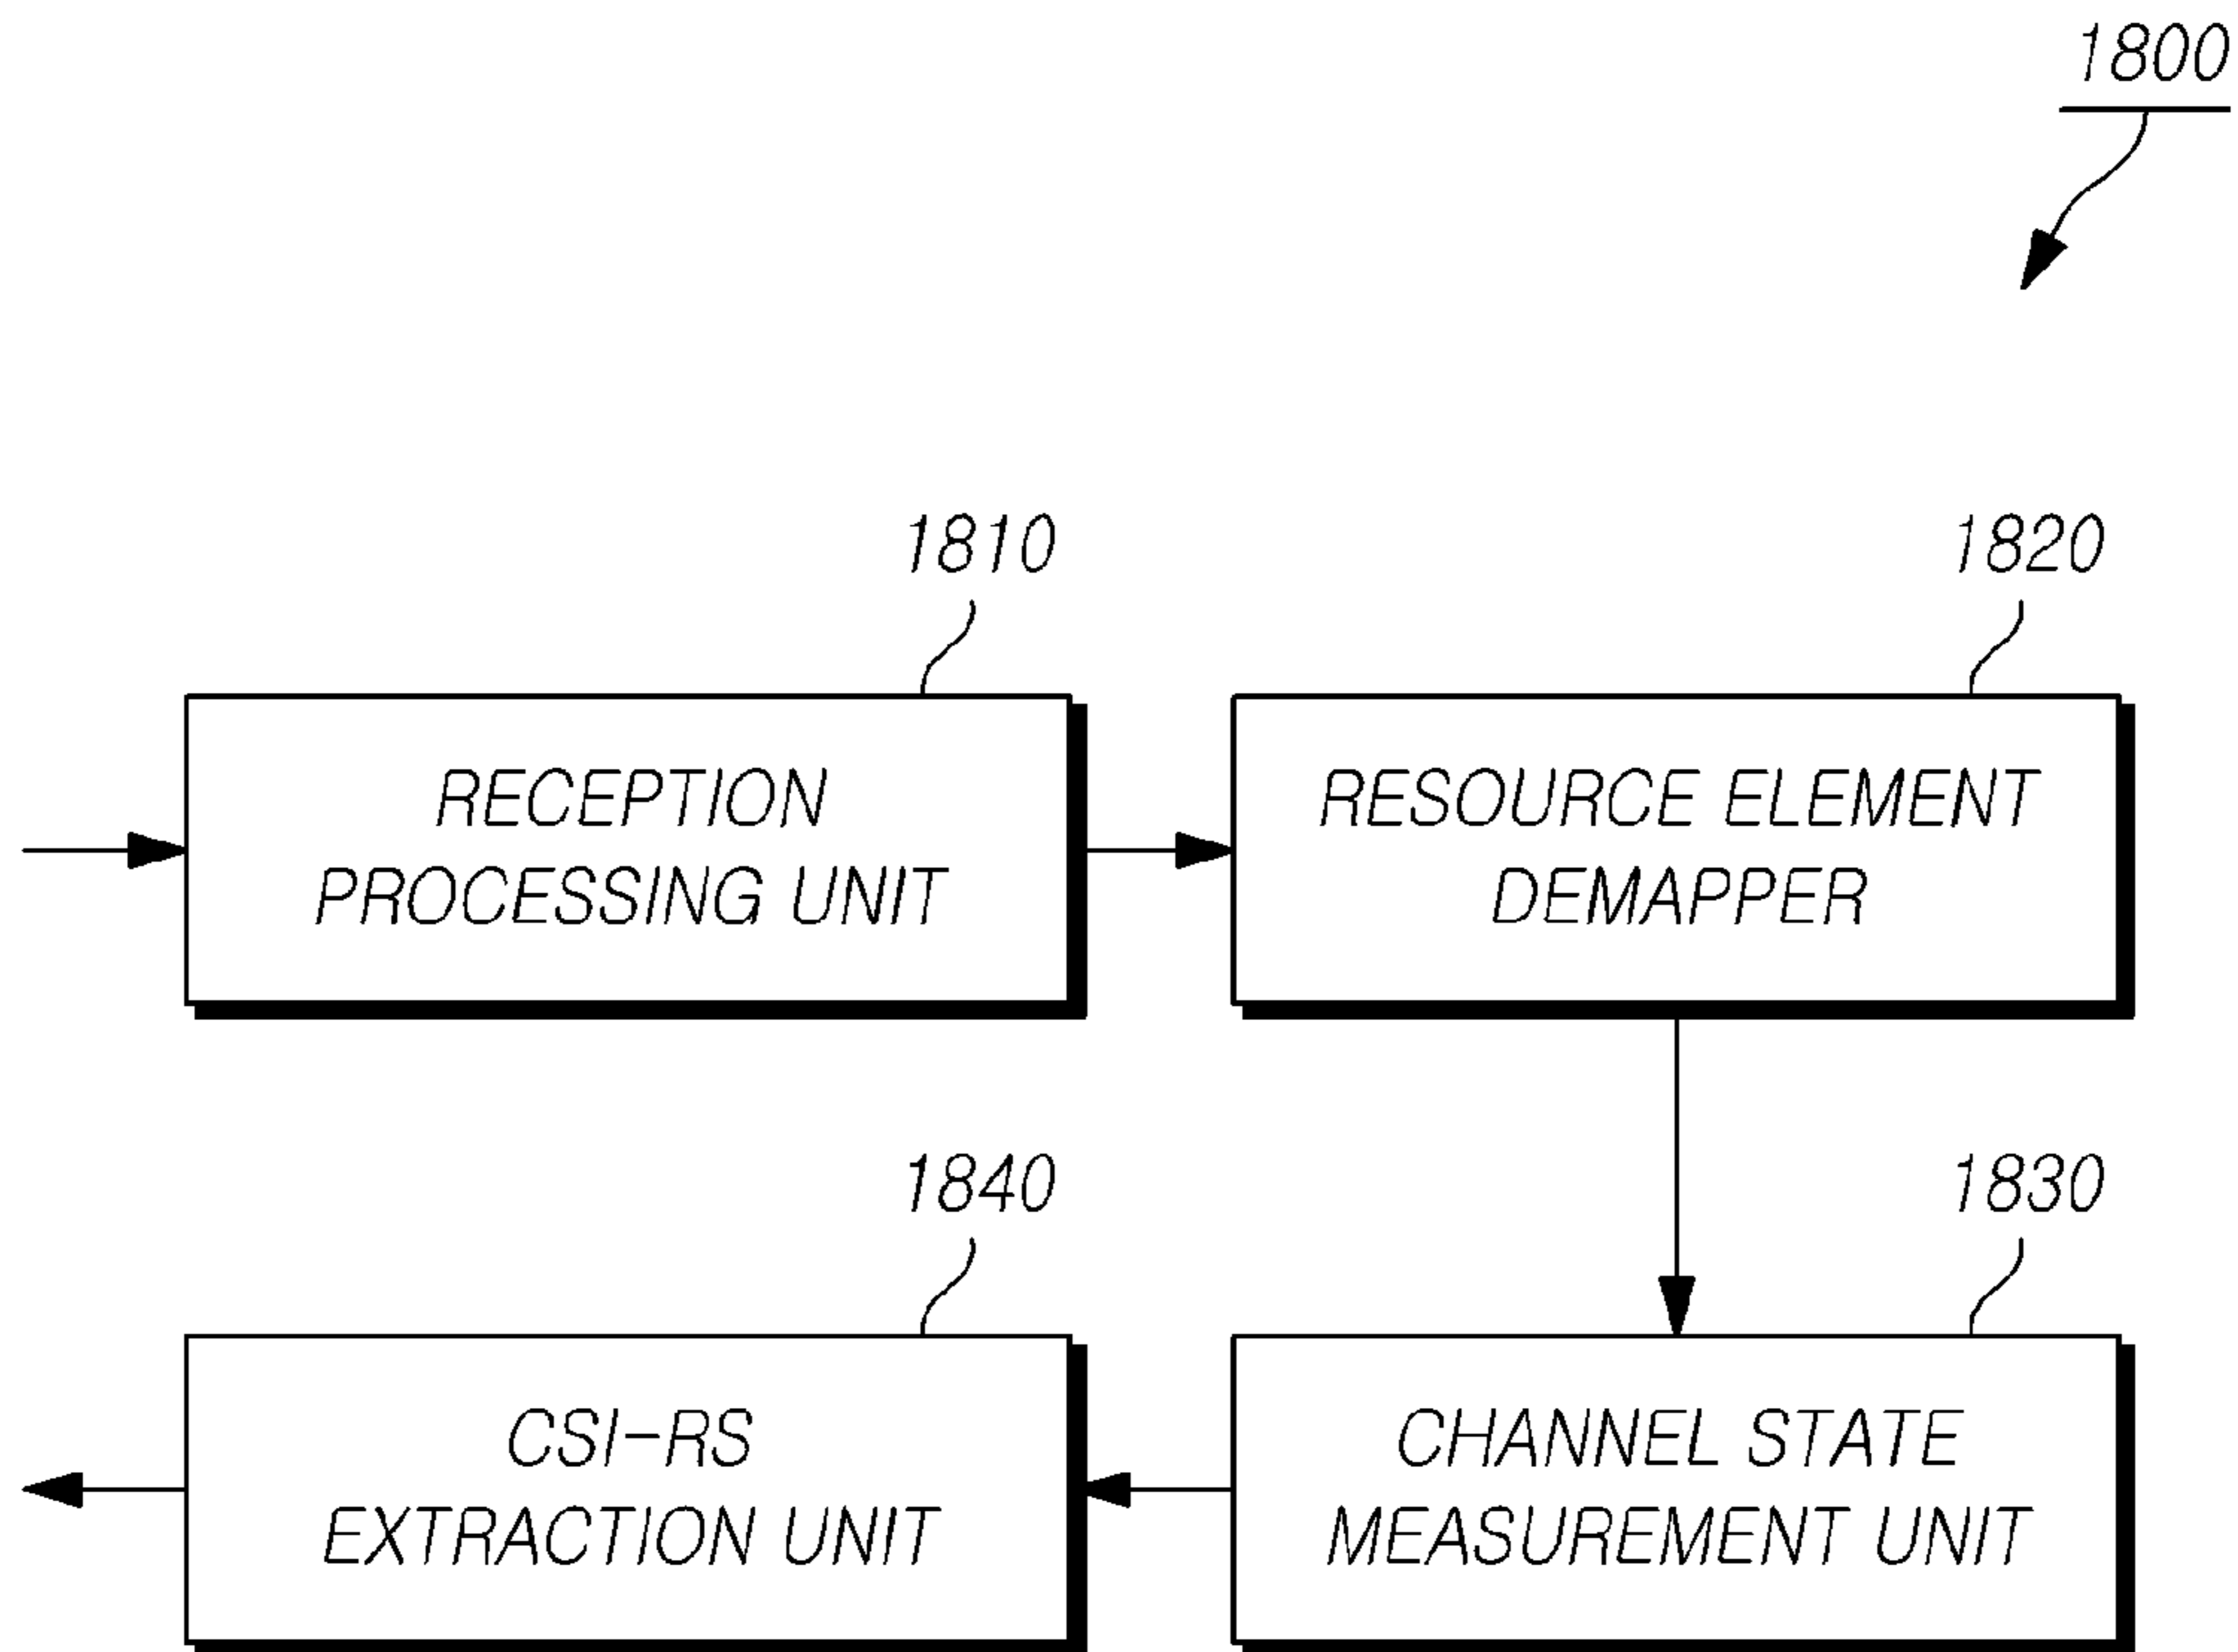 1800
1810
1820
RECEPTION
PROCESSING UNIT
RESOURCE ELEMENT
DEMAPPER
1840
1830
CSI-RS
EXTRACTION UNIT
CHANNEL STATE
MEASUREMENT UNIT